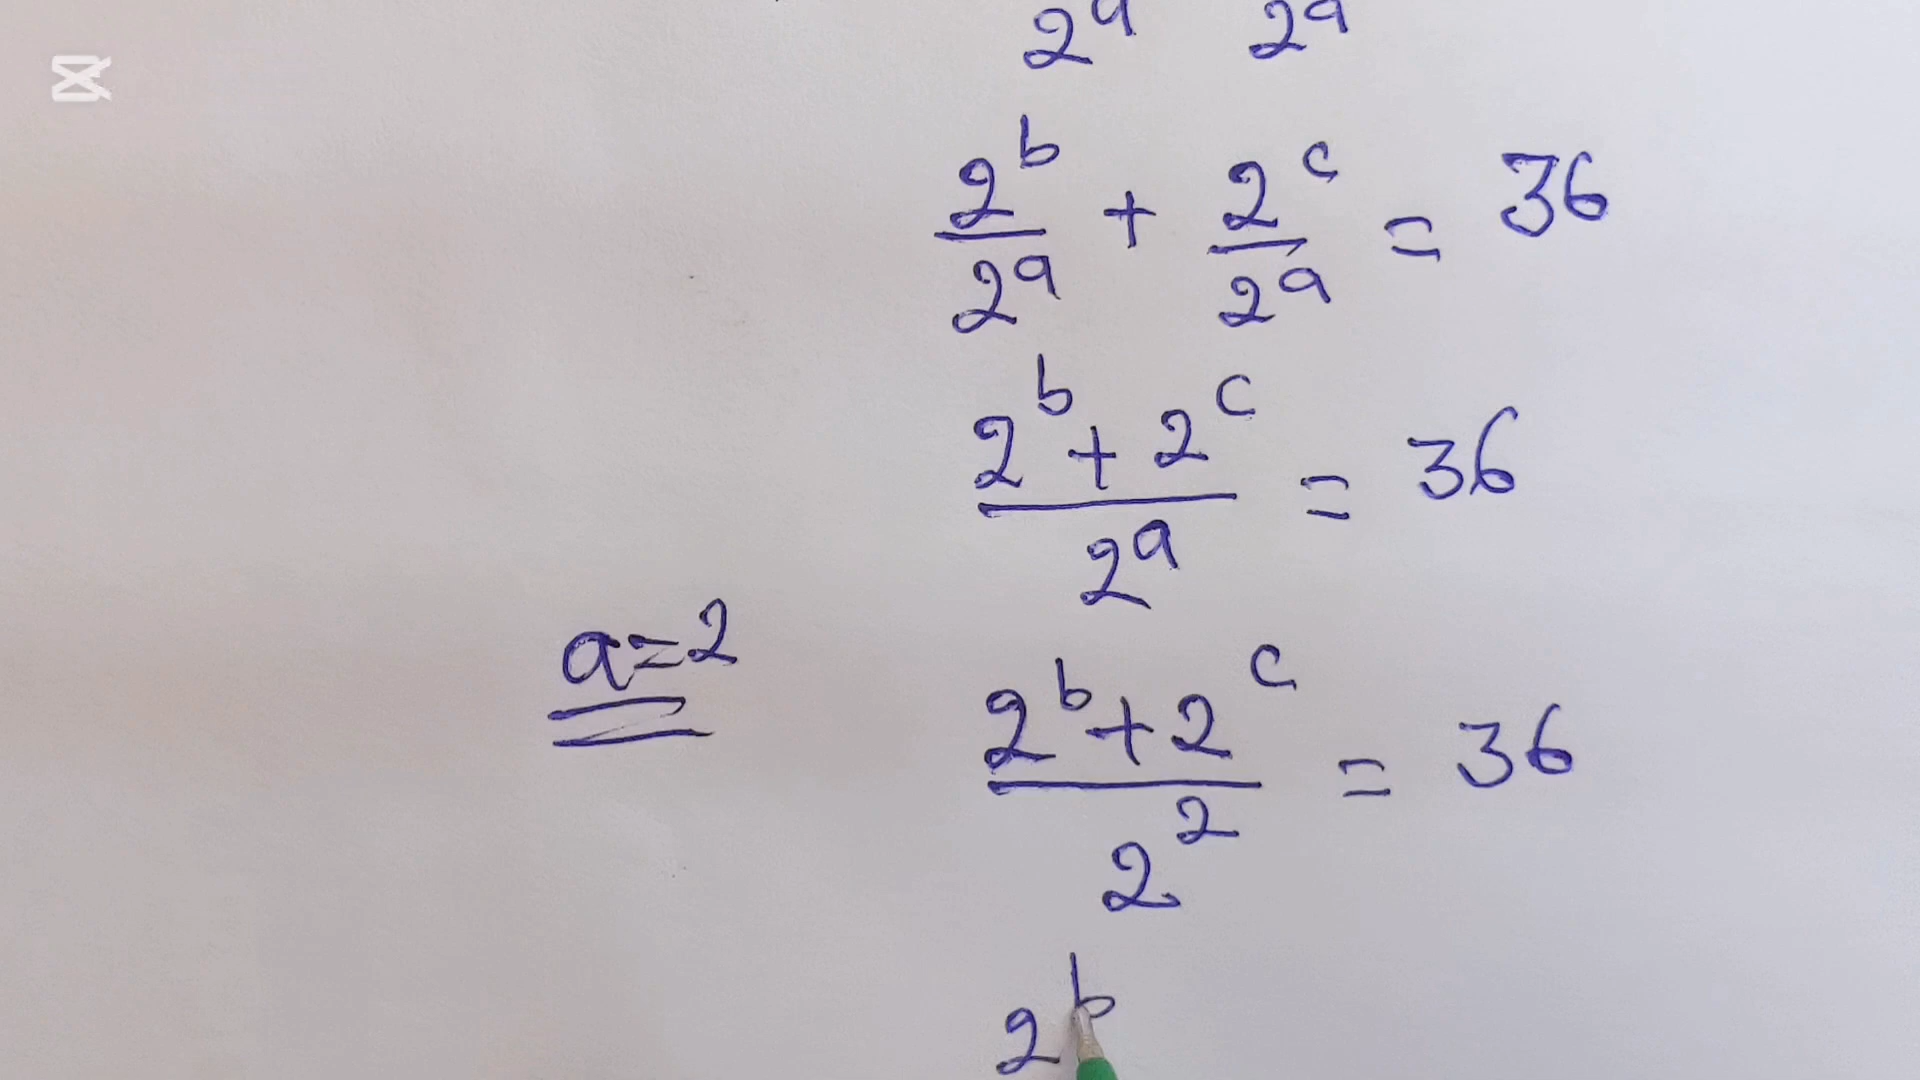 2^a 2^a
2^b/2^a + 2^c/2^a = 36
(2^b + 2^c)/2^a = 36
a=2
(2^b + 2^c)/2^2 = 36
2^b